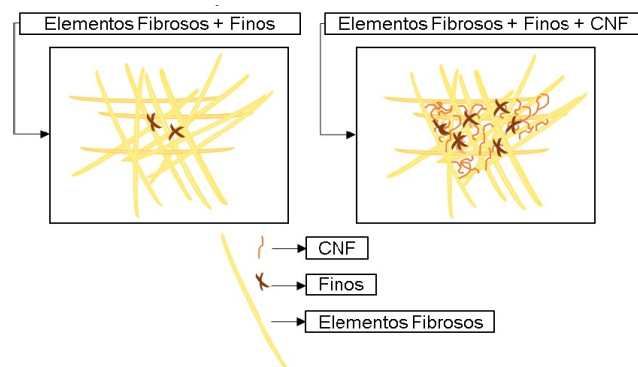 Elementos Fibrosos + Finos
Elementos Fibrosos + Finos + CNF
CNF
Finos
Elementos Fibrosos